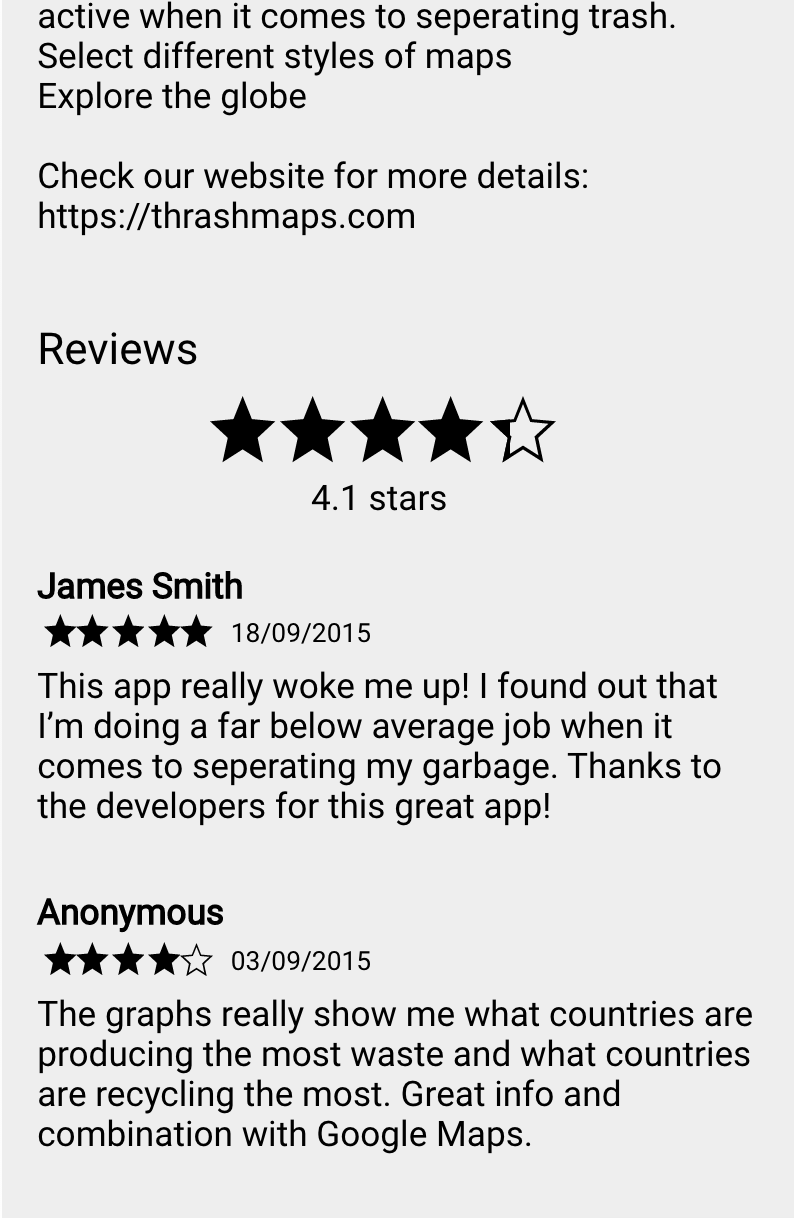 active when it comes to seperating trash.
Select different styles of maps
Explore the globe
Check our website for more details:
https://thrashmaps.com
Reviews
4.1 stars
James Smith
18/09/2015
This app really woke me up! I found out that
I’m doing a far below average job when it
comes to seperating my garbage. Thanks to
the developers for this great app!
Anonymous
03/09/2015
The graphs really show me what countries are
producing the most waste and what countries
are recycling the most. Great info and
combination with Google Maps.